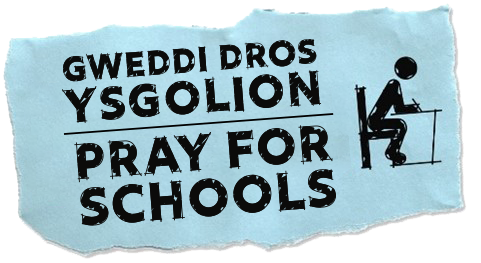 GWEDDI DROS
YSGOLION
PRAY FOR
SCHOOLS